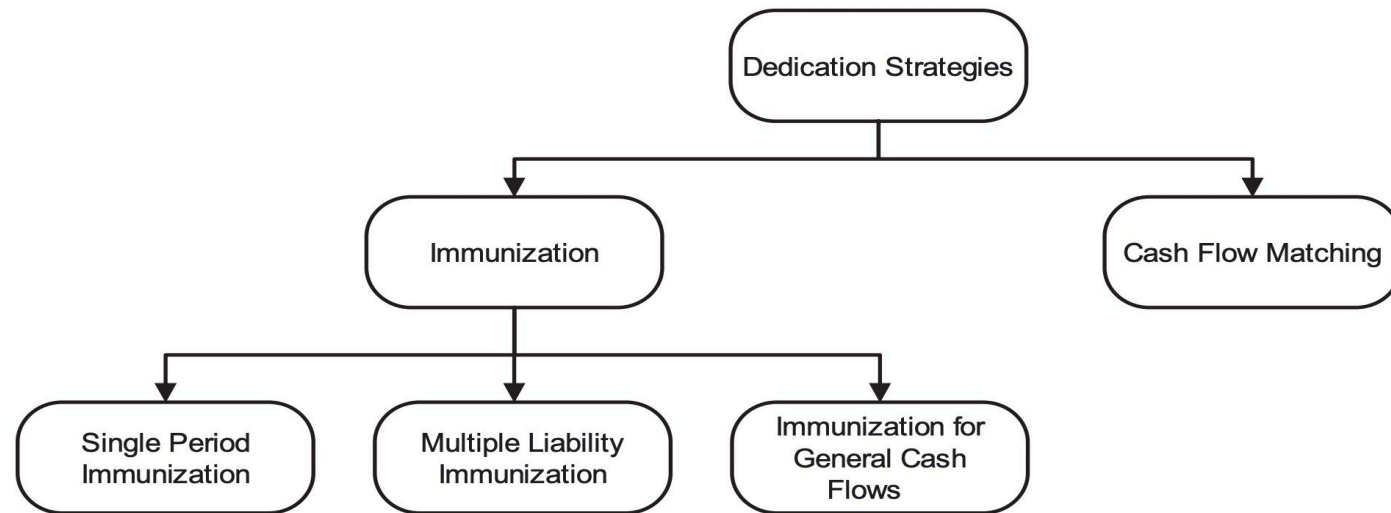 Dedication Strategies
Immunization
Cash Flow Matching
Single Period
Immunization
Multiple Liability
Immunization
Immunization for
General Cash
Flows